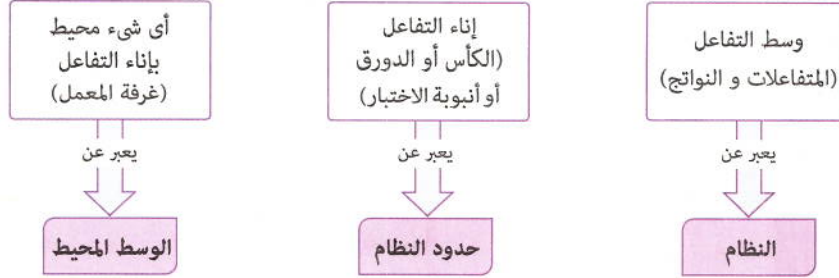 وسط التفاعل
(المتفاعلات و النواتج)
يعبر عن
النظام
إناء التفاعل
(الكأس أو الدورق
أو أنبوبة الاختبار)
يعبر عن
حدود النظام
أى شىء محيط
بإناء التفاعل
(غرفة المعمل)
يعبر عن
الوسط المحيط